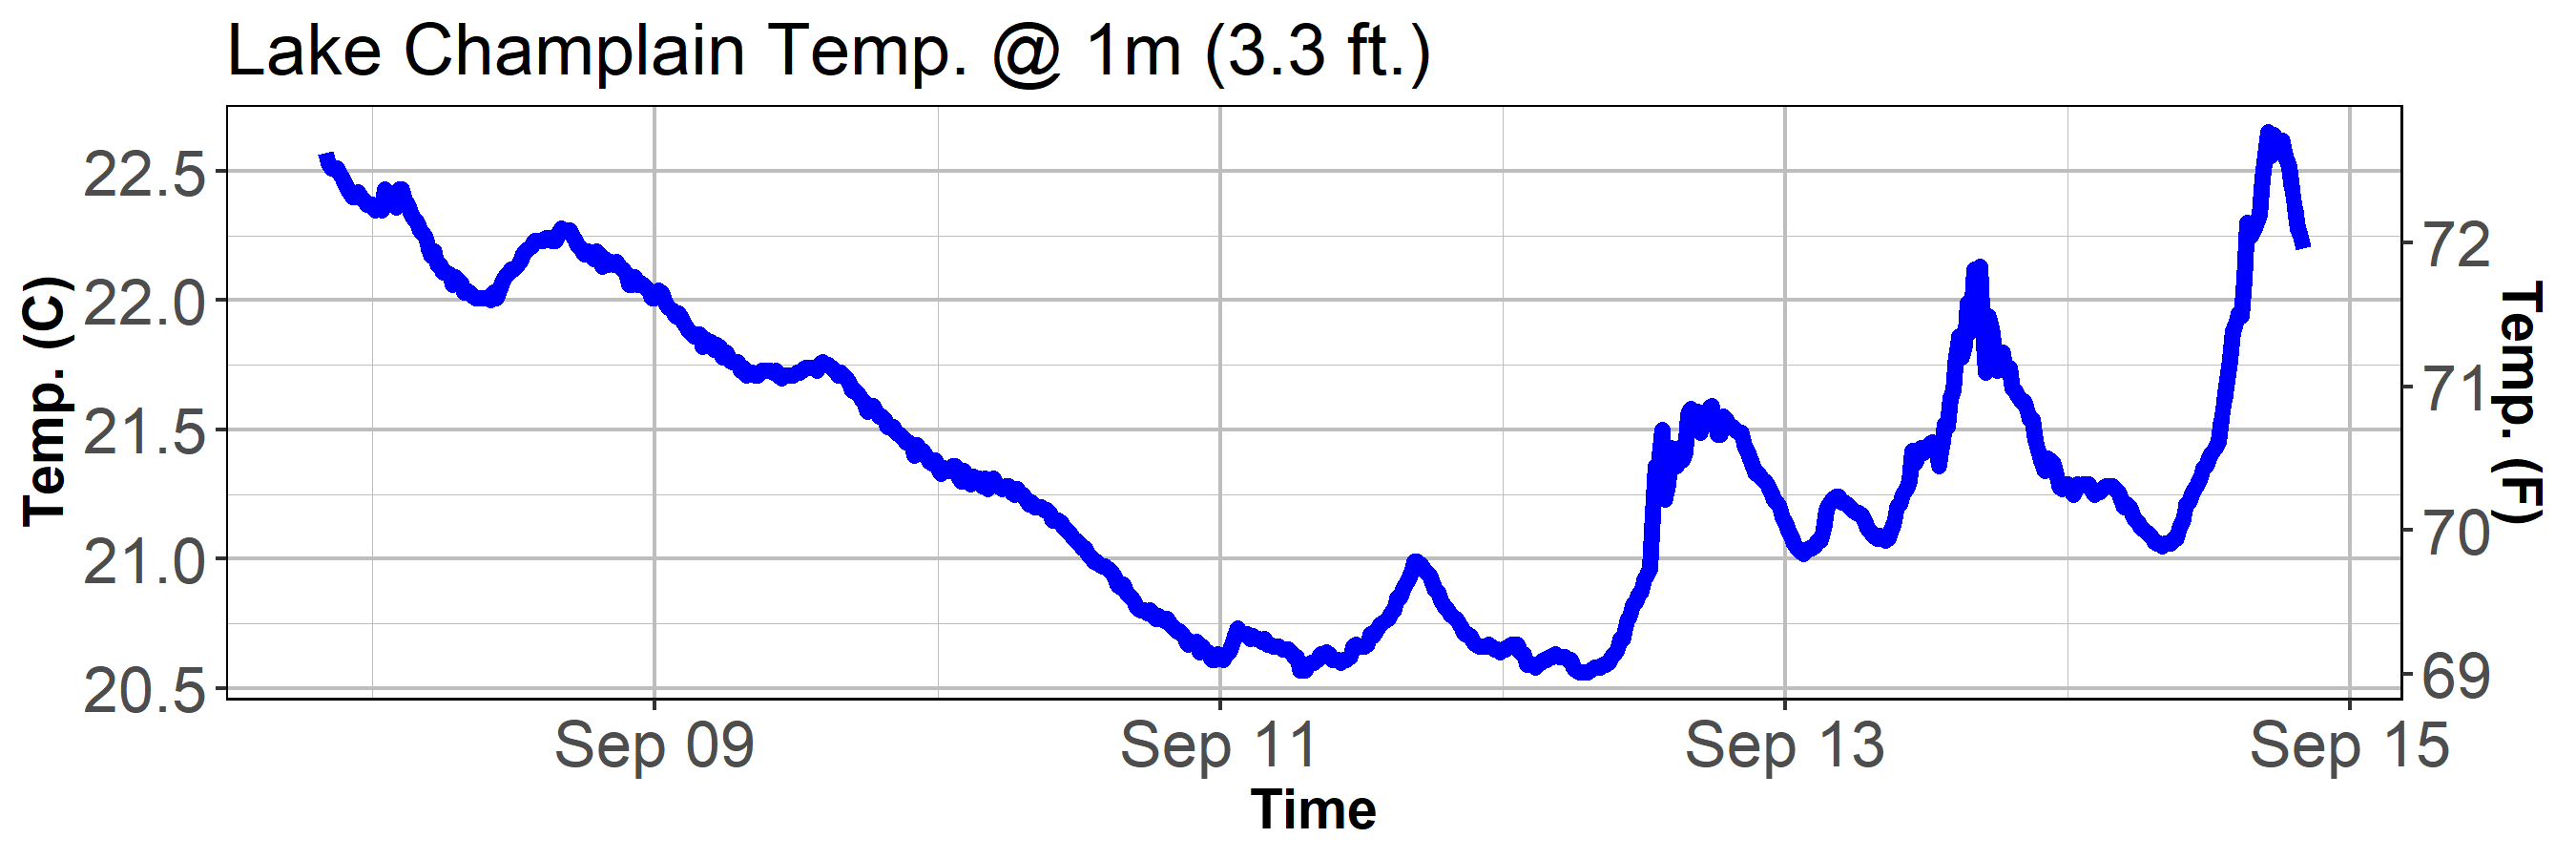 Lake Champlain Temp. @ 1m (3.3 ft.)
Temp. (C)
22.5
22.0
21.5
21.0
20.5
72
71
70
69
Temp. (F)
Sep 09
Sep 11
Sep 13
Sep 15
Time